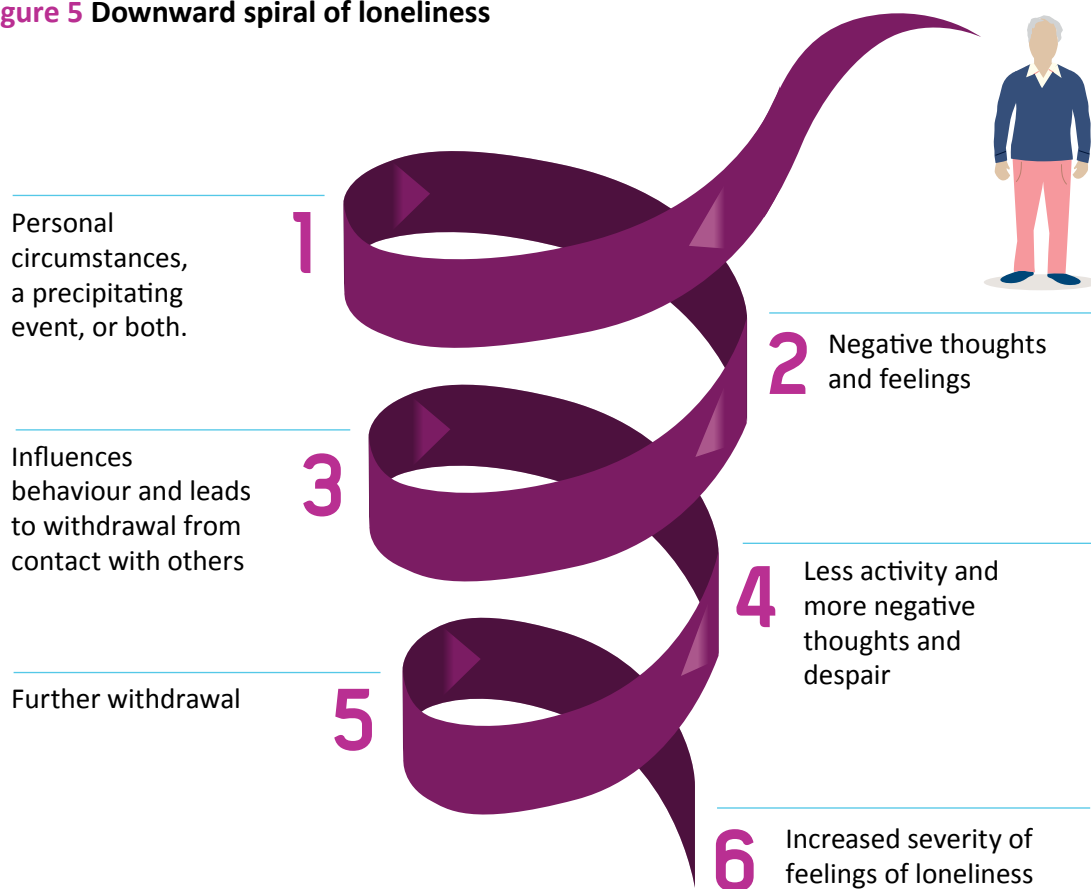 gure 5 Downward spiral of loneliness
1
Personal
circumstances,
a precipitating
event, or both.
2
Negative thoughts
and feelings
3
Influences
behaviour and leads
to withdrawal from
contact with others
4
Less activity and
more negative
thoughts and
despair
5
Further withdrawal
6
Increased severity of
feelings of loneliness